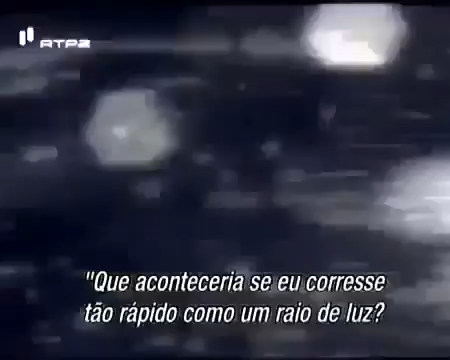 RTP2
"Que aconteceria se eu corresse
tão rápido como um raio de luz?